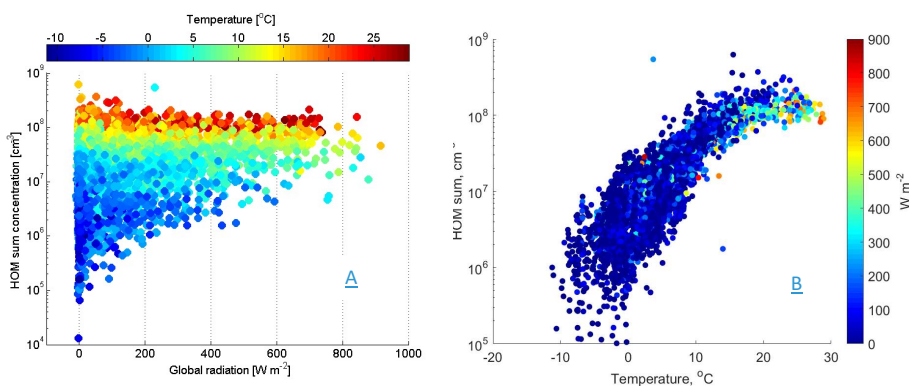 Temperature [°C]
-10 -5 0 5 10 15 20 25
HOM sum concentration [cm³]
10⁹
10⁸
10⁷
10⁶
10⁵
10⁴
A
0 200 400 600 800 1000
Global radiation [W m⁻²]
HOM sum, cm⁻³
10⁹
10⁸
10⁷
10⁶
10⁵
B
-20 -10 0 10 20 30
Temperature, °C
900
800
700
600
500
400
300
200
100
0
W m⁻²